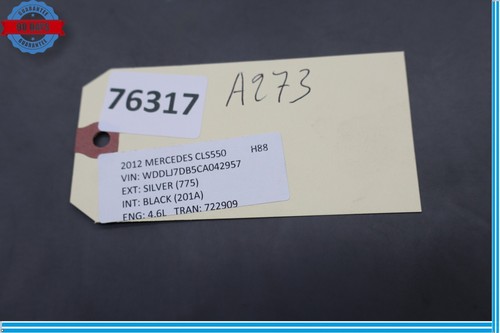 GUARANTEE
76317
A273
2012 MERCEDES CLS550 H88
VIN: WDDLJ7DB5CA042957
EXT: SILVER (775)
INT: BLACK (201A)
ENG: 4.6L TRAN: 722909